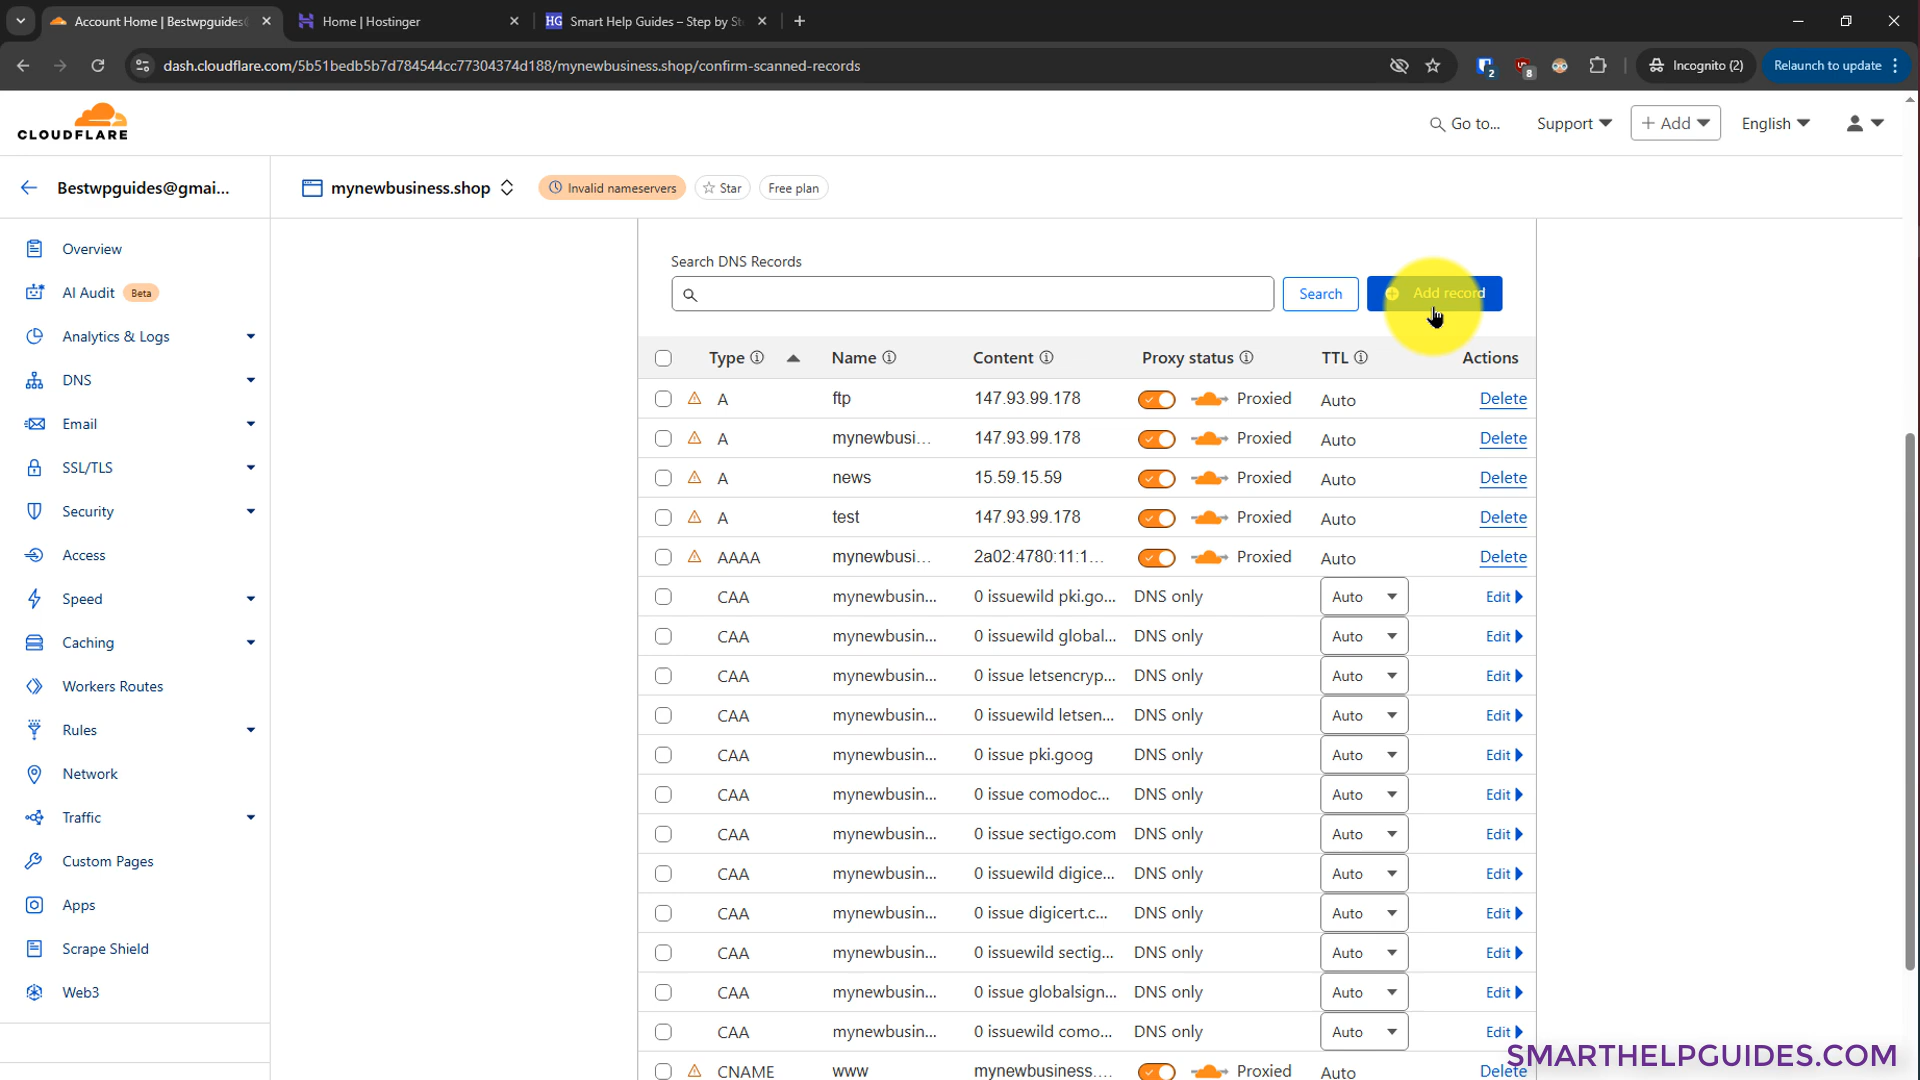 Account Home | Bestwpguides
Home | Hostinger
HG Smart Help Guides – Step by St
dash.cloudflare.com/5b51bedb5b7d784544cc77304374d188/mynewbusiness.shop/confirm-scanned-records
2
8
Incognito (2)
Relaunch to update
CLOUDFLARE
Go to...
Support
+ Add
English
Bestwpguides@gmai...
mynewbusiness.shop
Invalid nameservers
Star
Free plan
Overview
AI Audit Beta
Analytics & Logs
DNS
Email
SSL/TLS
Security
Access
Speed
Caching
Workers Routes
Rules
Network
Traffic
Custom Pages
Apps
Scrape Shield
Web3
Search DNS Records
Search
Add record
Type Name Content Proxy status TTL Actions
A ftp 147.93.99.178 Proxied Auto Delete
A mynewbusi... 147.93.99.178 Proxied Auto Delete
A news 15.59.15.59 Proxied Auto Delete
A test 147.93.99.178 Proxied Auto Delete
AAAA mynewbusi... 2a02:4780:11:1... Proxied Auto Delete
CAA mynewbusin... 0 issuewild pki.go... DNS only Auto Edit
CAA mynewbusin... 0 issuewild global... DNS only Auto Edit
CAA mynewbusin... 0 issue letsencryp... DNS only Auto Edit
CAA mynewbusin... 0 issuewild letsen... DNS only Auto Edit
CAA mynewbusin... 0 issue pki.goog DNS only Auto Edit
CAA mynewbusin... 0 issue comodoc... DNS only Auto Edit
CAA mynewbusin... 0 issue sectigo.com DNS only Auto Edit
CAA mynewbusin... 0 issuewild digice... DNS only Auto Edit
CAA mynewbusin... 0 issue digicert.c... DNS only Auto Edit
CAA mynewbusin... 0 issuewild sectig... DNS only Auto Edit
CAA mynewbusin... 0 issue globalsign... DNS only Auto Edit
CAA mynewbusin... 0 issuewild como... DNS only Auto Edit
CNAME www mynewbusiness.... Proxied Auto Delete
SMARTHELPGUIDES.COM